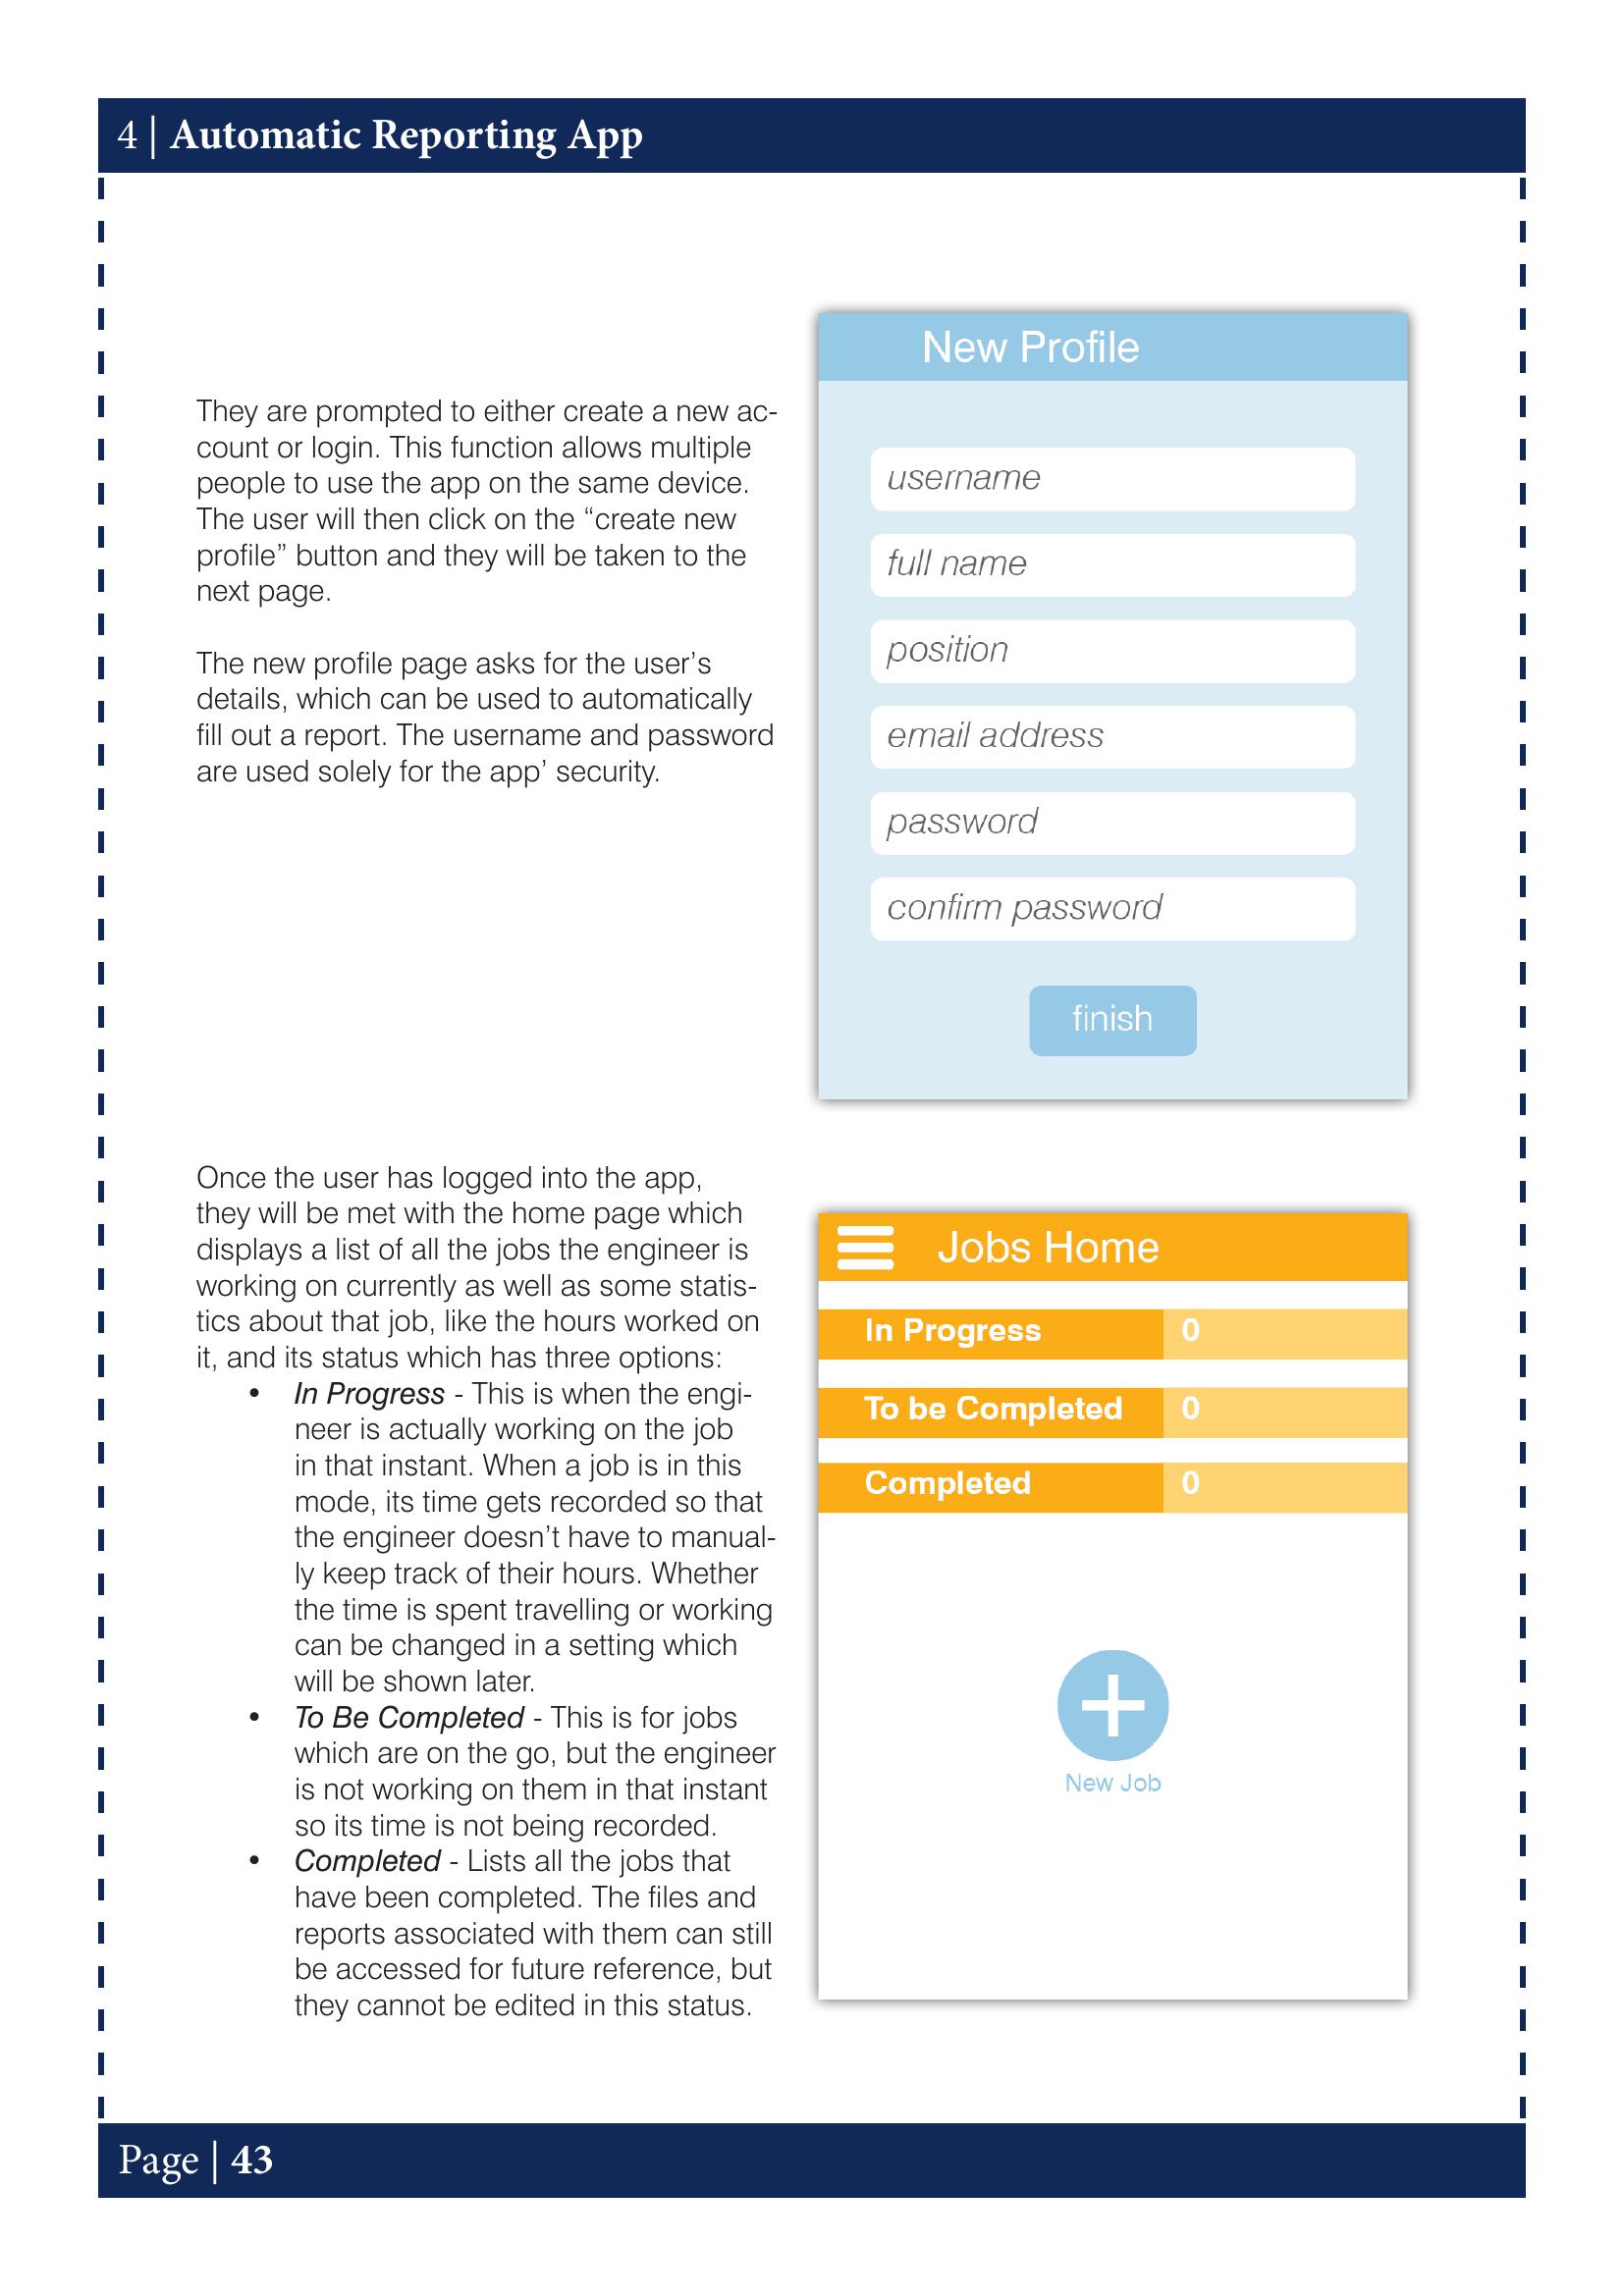 4 | Automatic Reporting App
They are prompted to either create a new ac-
count or login. This function allows multiple
people to use the app on the same device.
The user will then click on the “create new
profile” button and they will be taken to the
next page.
The new profile page asks for the user’s
details, which can be used to automatically
fill out a report. The username and password
are used solely for the app’ security.
New Profile
username
full name
position
email address
password
confirm password
finish
Once the user has logged into the app,
they will be met with the home page which
displays a list of all the jobs the engineer is
working on currently as well as some statis-
tics about that job, like the hours worked on
it, and its status which has three options:
• In Progress - This is when the engi-
neer is actually working on the job
in that instant. When a job is in this
mode, its time gets recorded so that
the engineer doesn’t have to manual-
ly keep track of their hours. Whether
the time is spent travelling or working
can be changed in a setting which
will be shown later.
• To Be Completed - This is for jobs
which are on the go, but the engineer
is not working on them in that instant
so its time is not being recorded.
• Completed - Lists all the jobs that
have been completed. The files and
reports associated with them can still
be accessed for future reference, but
they cannot be edited in this status.
Jobs Home
In Progress 0
To be Completed 0
Completed 0
New Job
Page | 43